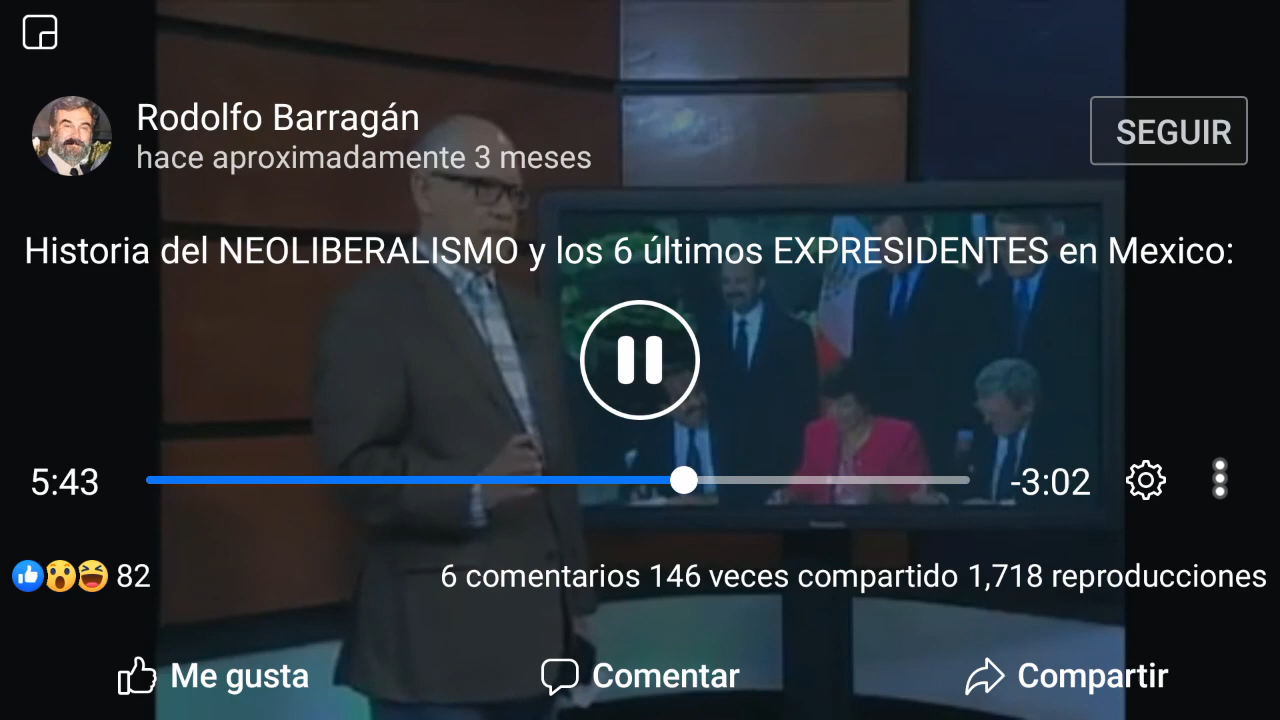 Rodolfo Barragán
hace aproximadamente 3 meses
SEGUIR
Historia del NEOLIBERALISMO y los 6 últimos EXPRESIDENTES en Mexico:
5:43
-3:02
82
6 comentarios 146 veces compartido 1,718 reproducciones
Me gusta
Comentar
Compartir